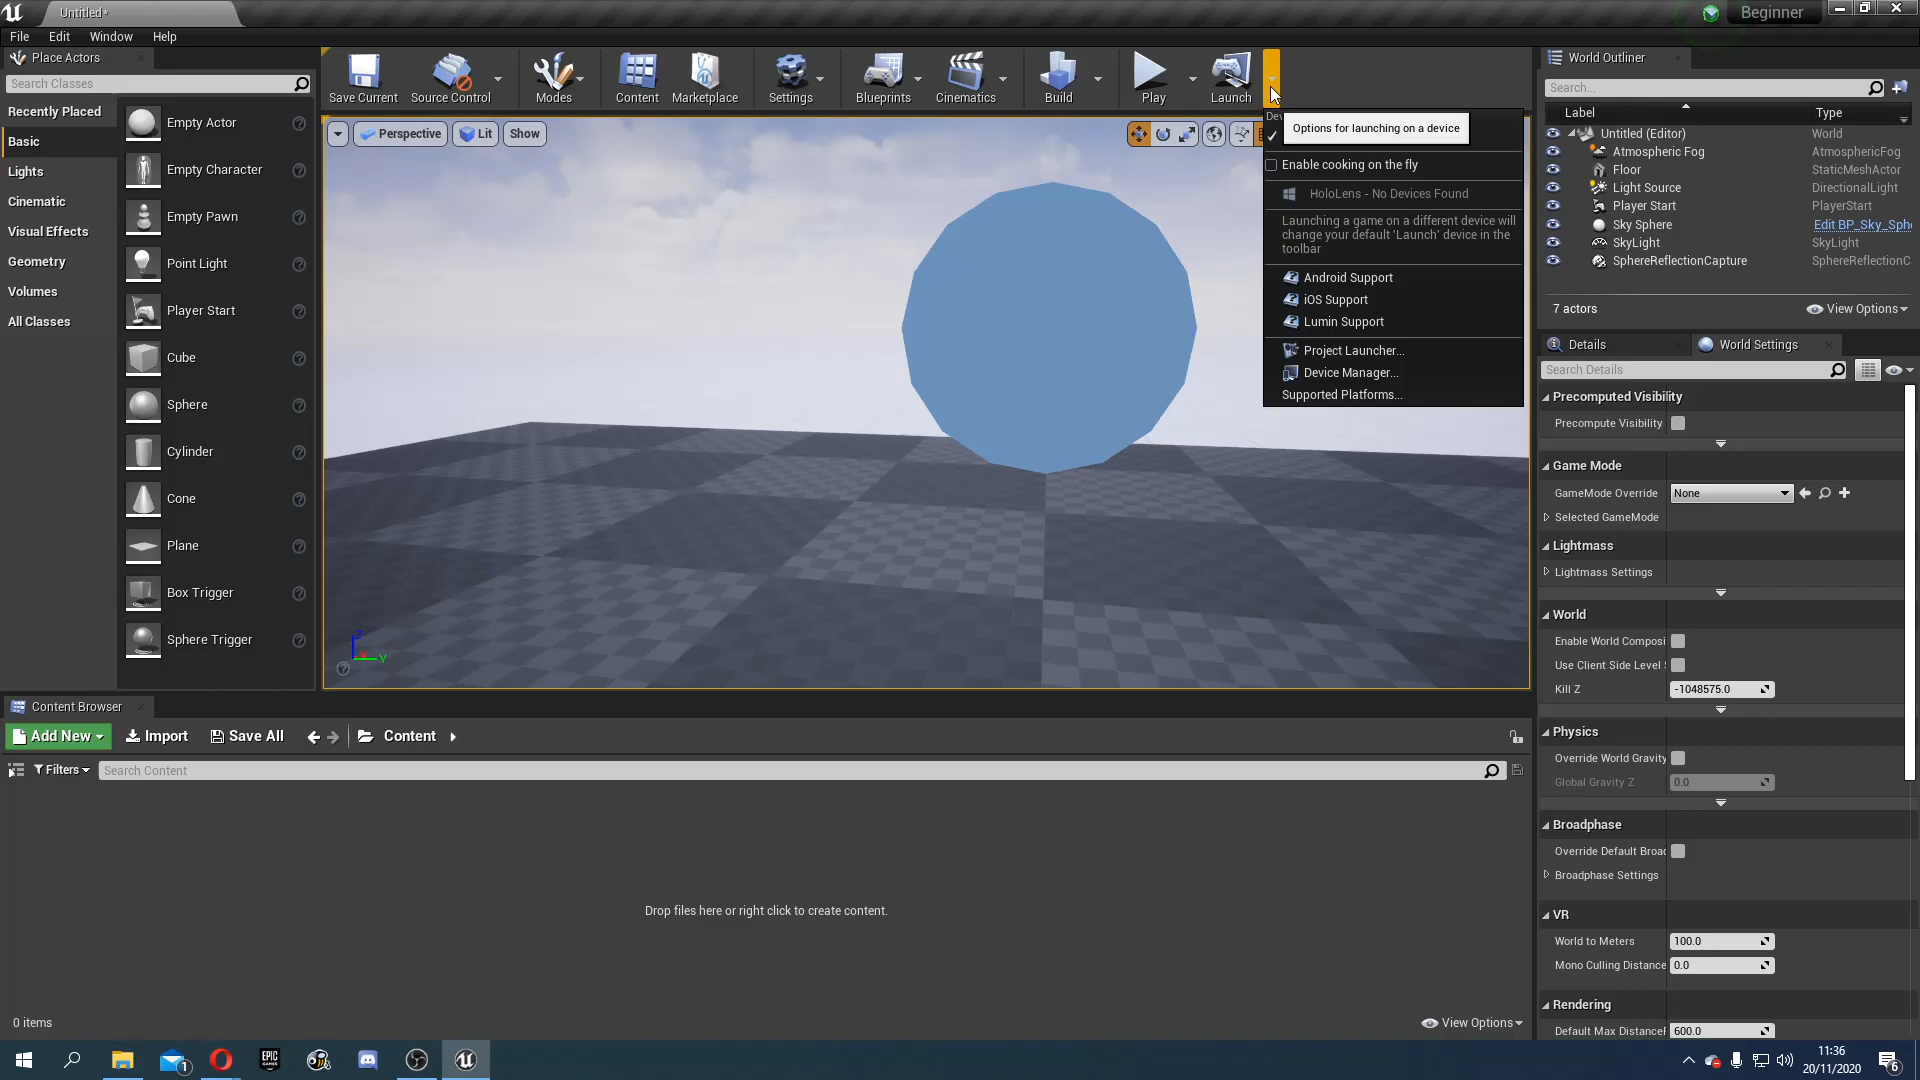 Untitled*
Beginner
File Edit Window Help
Place Actors
Search Classes
Recently Placed
Basic
Lights
Cinematic
Visual Effects
Geometry
Volumes
All Classes
Empty Actor
Empty Character
Empty Pawn
Point Light
Player Start
Cube
Sphere
Cylinder
Cone
Plane
Box Trigger
Sphere Trigger
Save Current Source Control Modes Content Marketplace Settings Blueprints Cinematics Build Play Launch
Perspective Lit Show
Z
Y
Dev
Options for launching on a device
Enable cooking on the fly
HoloLens - No Devices Found
Launching a game on a different device will
change your default 'Launch' device in the
toolbar
Android Support
iOS Support
Lumin Support
Project Launcher...
Device Manager...
Supported Platforms...
World Outliner
Search...
Label Type
Untitled (Editor) World
Atmospheric Fog AtmosphericFog
Floor StaticMeshActor
Light Source DirectionalLight
Player Start PlayerStart
Sky Sphere Edit BP_Sky_Sph
SkyLight SkyLight
SphereReflectionCapture SphereReflectionC
7 actors View Options
Details World Settings
Search Details
Precomputed Visibility
Precompute Visibility
Game Mode
GameMode Override None
Selected GameMode
Lightmass
Lightmass Settings
World
Enable World Composi
Use Client Side Level
Kill Z -1048575.0
Physics
Override World Gravity
Global Gravity Z 0.0
Broadphase
Override Default Broad
Broadphase Settings
VR
World to Meters 100.0
Mono Culling Distance 0.0
Rendering
Default Max DistanceF 600.0
Content Browser
Add New Import Save All Content
Filters Search Content
Drop files here or right click to create content.
0 items View Options
EPIC
GAMES
1
11:36
20/11/2020
6